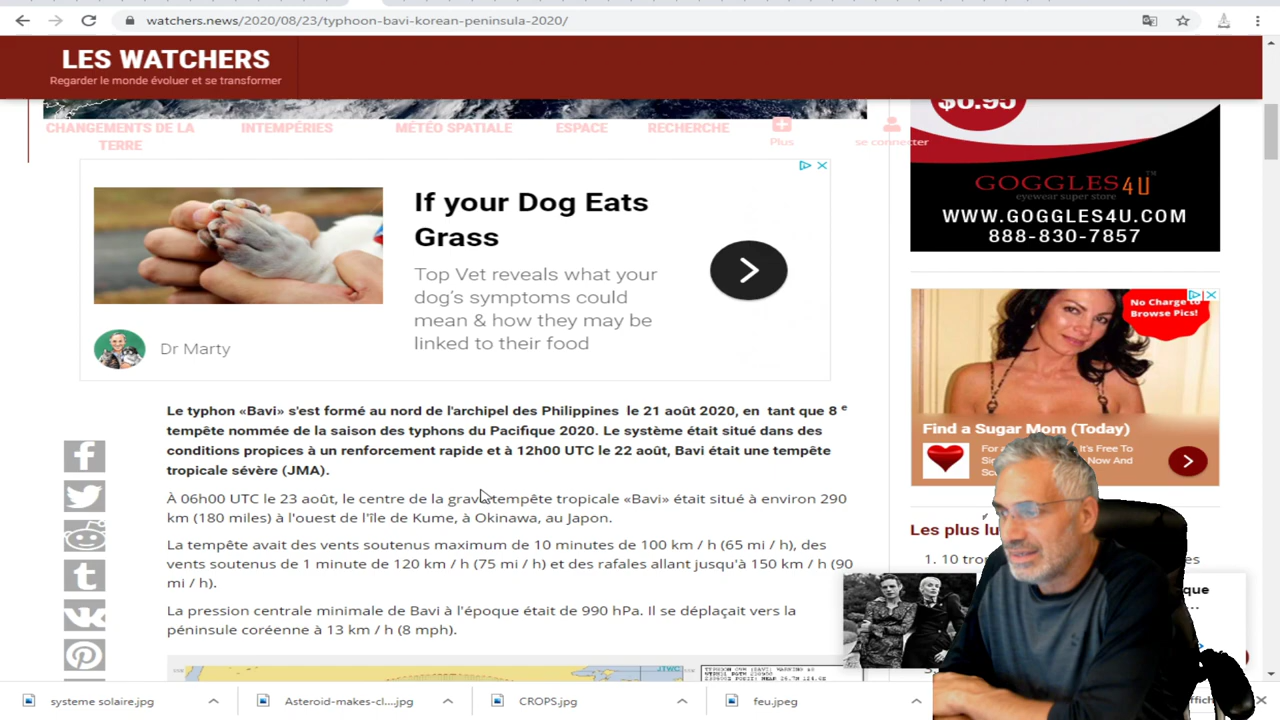 watchers.news/2020/08/23/typhoon-bavi-korean-peninsula-2020/
LES WATCHERS
Regarder le monde évoluer et se transformer
CHANGEMENTS DE LA TERRE
INTEMPÉRIES
MÉTÉO SPATIALE
ESPACE
RECHERCHE
Plus
se connecter
If your Dog Eats
Grass
Top Vet reveals what your
dog's symptoms could
mean & how they may be
linked to their food
Dr Marty
$6.95
GOGGLES4U
eyewear super store
WWW.GOGGLES4U.COM
888-830-7857
No Charge to
Browse Pics!
Find a Sugar Mom (Today)
It's Free To
Now And
Le typhon «Bavi» s'est formé au nord de l'archipel des Philippines le 21 août 2020, en tant que 8 e
tempête nommée de la saison des typhons du Pacifique 2020. Le système était situé dans des
conditions propices à un renforcement rapide et à 12h00 UTC le 22 août, Bavi était une tempête
tropicale sévère (JMA).
À 06h00 UTC le 23 août, le centre de la grave tempête tropicale «Bavi» était situé à environ 290
km (180 miles) à l'ouest de l'île de Kume, à Okinawa, au Japon.
La tempête avait des vents soutenus maximum de 10 minutes de 100 km / h (65 mi / h), des
vents soutenus de 1 minute de 120 km / h (75 mi / h) et des rafales allant jusqu'à 150 km / h (90
mi / h).
La pression centrale minimale de Bavi à l'époque était de 990 hPa. Il se déplaçait vers la
péninsule coréenne à 13 km / h (8 mph).
Les plus
1. 10
JTWC
systeme solaire.jpg
Asteroid-makes-cl....jpg
CROPS.jpg
feu.jpeg